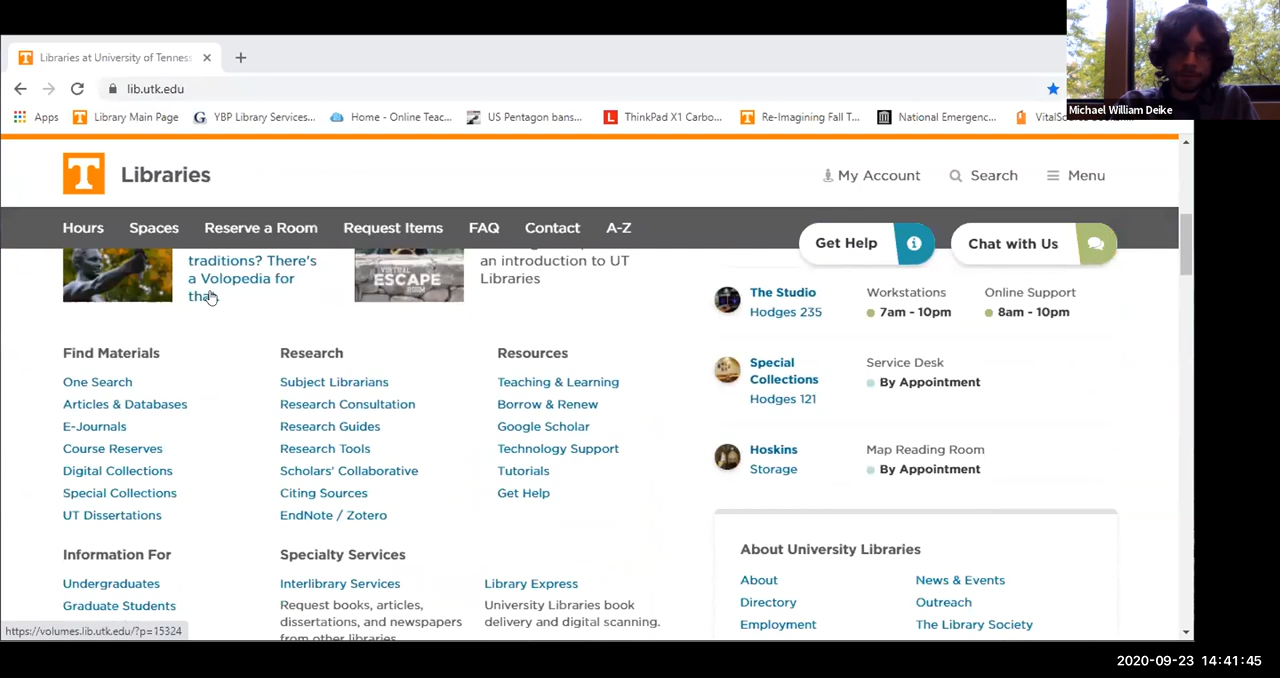 Libraries at University of Tenness
lib.utk.edu
Apps
Library Main Page
YBP Library Services...
Home - Online Teac...
US Pentagon bans...
ThinkPad X1 Carbo...
Re-Imagining Fall T...
National Emergenc...
Michael William Deike
T Libraries
My Account
Search
Menu
Hours
Spaces
Reserve a Room
Request Items
FAQ
Contact
A-Z
Get Help
Chat with Us
traditions? There's
a Volopedia for
VIRTUAL
ESCAPE
an introduction to UT
Libraries
The Studio
Hodges 235
Workstations
7am - 10pm
Online Support
8am - 10pm
Special
Collections
Hodges 121
Service Desk
By Appointment
Hoskins
Storage
Map Reading Room
By Appointment
Find Materials
One Search
Articles & Databases
E-Journals
Course Reserves
Digital Collections
Special Collections
UT Dissertations
Research
Subject Librarians
Research Consultation
Research Guides
Research Tools
Scholars' Collaborative
Citing Sources
EndNote / Zotero
Resources
Teaching & Learning
Borrow & Renew
Google Scholar
Technology Support
Tutorials
Get Help
Information For
Undergraduates
Graduate Students
Specialty Services
Interlibrary Services
Request books, articles,
dissertations, and newspapers
from other libraries
Library Express
University Libraries book
delivery and digital scanning.
About University Libraries
About
Directory
Employment
News & Events
Outreach
The Library Society
https://volumes.lib.utk.edu/?p=15324
2020-09-23 14:41:45